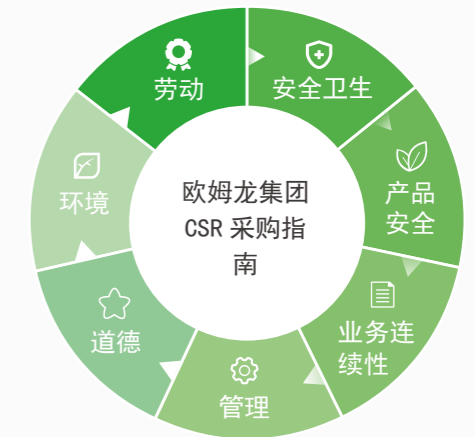 劳动
安全卫生
产品
安全
业务连
续性
管理
道德
环境
欧姆龙集团
CSR 采购指
南